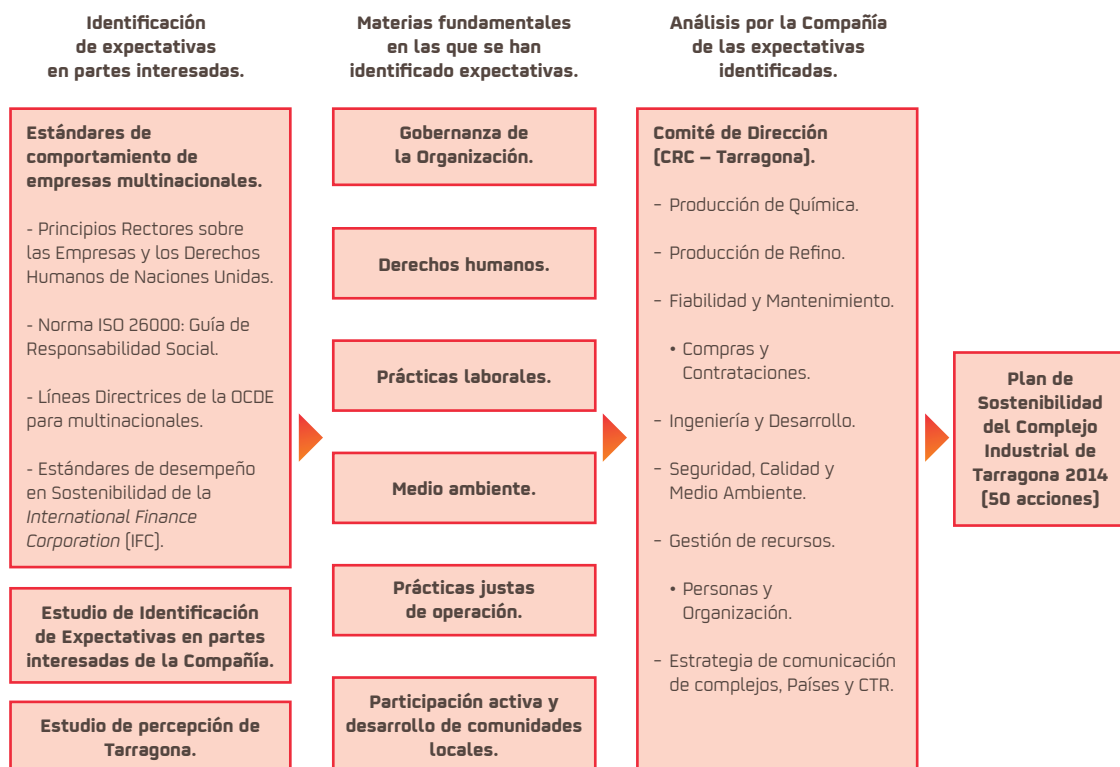 Identificación
de expectativas
en partes interesadas.
Estándares de
comportamiento de
empresas multinacionales.
- Principios Rectores sobre
las Empresas y los Derechos
Humanos de Naciones Unidas.
- Norma ISO 26000: Guía de
Responsabilidad Social.
- Líneas Directrices de la OCDE
para multinacionales.
- Estándares de desempeño
en Sostenibilidad de la
International Finance
Corporation (IFC).
Estudio de Identificación
de Expectativas en partes
interesadas de la Compañía.
Estudio de percepción de
Tarragona.
Materias fundamentales
en las que se han
identificado expectativas.
Gobernanza de
la Organización.
Derechos humanos.
Prácticas laborales.
Medio ambiente.
Prácticas justas
de operación.
Participación activa y
desarrollo de comunidades
locales.
Análisis por la Compañía
de las expectativas
identificadas.
Comité de Dirección
(CRC – Tarragona).
– Producción de Química.
– Producción de Refino.
– Fiabilidad y Mantenimiento.
• Compras y
Contrataciones.
– Ingeniería y Desarrollo.
– Seguridad, Calidad y
Medio Ambiente.
– Gestión de recursos.
• Personas y
Organización.
– Estrategia de comunicación
de complejos, Países y CTR.
Plan de
Sostenibilidad
del Complejo
Industrial de
Tarragona 2014
(50 acciones)